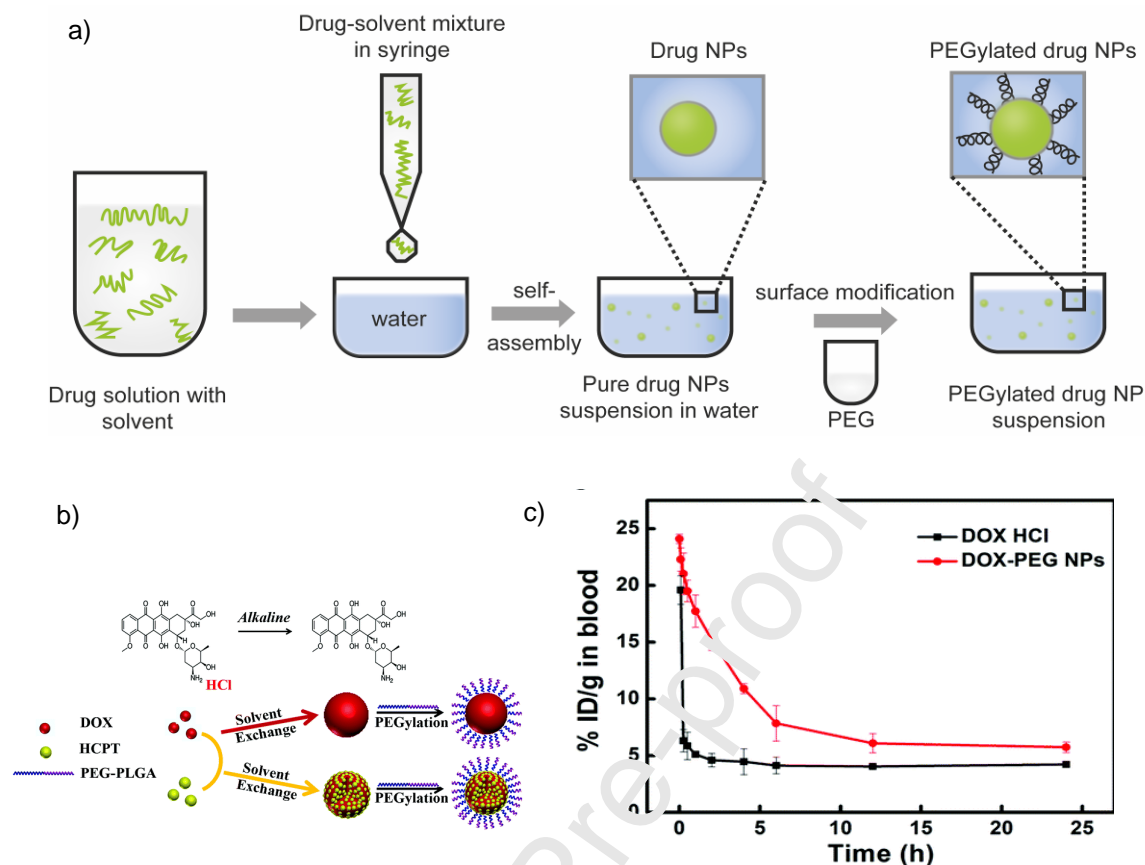 a)
Drug-solvent mixture
in syringe
Drug NPs
PEGylated drug NPs
water
self-
assembly
surface modification
PEG
Drug solution with
solvent
Pure drug NPs
suspension in water
PEGylated drug NP
suspension
b)
Alkaline
HCl
DOX
HCPT
PEG-PLGA
Solvent
Exchange
PEGylation
Solvent
Exchange
PEGylation
c)
DOX HCl
DOX-PEG NPs
% ID/g in blood
25
20
15
10
5
0
0 5 10 15 20 25
Time (h)
Pre-proof